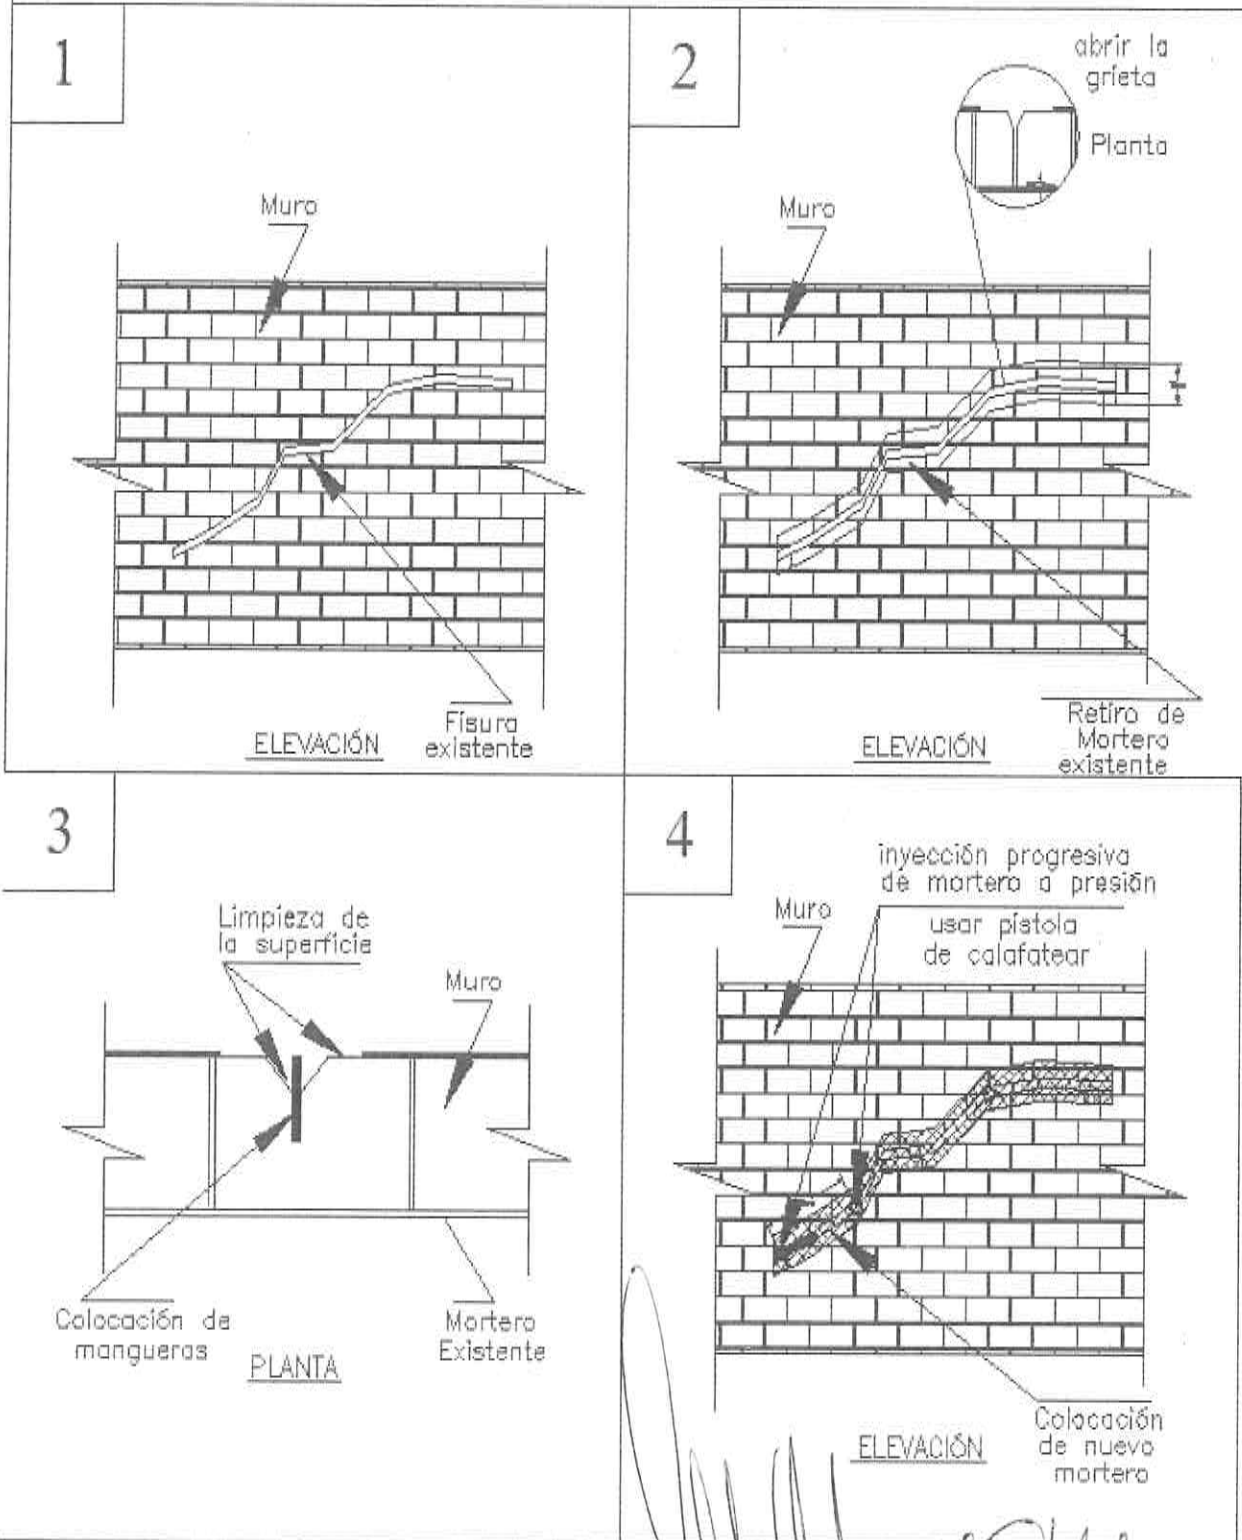 1
Muro
Fisura
existente
ELEVACIÓN
2
abrir la
grieta
Planta
Muro
Retiro de
Mortero
existente
ELEVACIÓN
3
Limpieza de
la superficie
Muro
Colocación de
mangueras
Mortero
Existente
PLANTA
4
inyección progresiva
de mortero a presión
usar pistola
de calafatear
Muro
Colocación
de nuevo
mortero
ELEVACIÓN